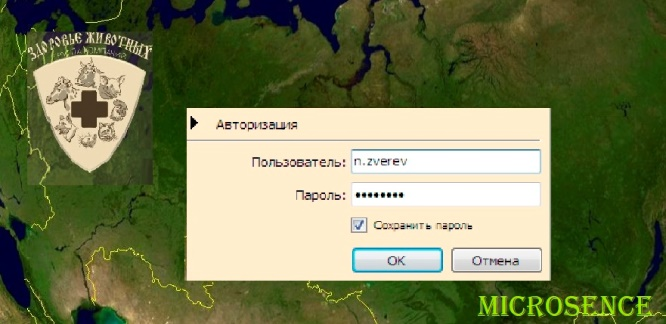 ЗДОРОВЬЕ ЖИВОТНЫХ
Авторизация
Пользователь: n.zverev
Пароль: ••••••••
Сохранить пароль
OK Отмена
MICROSENCE